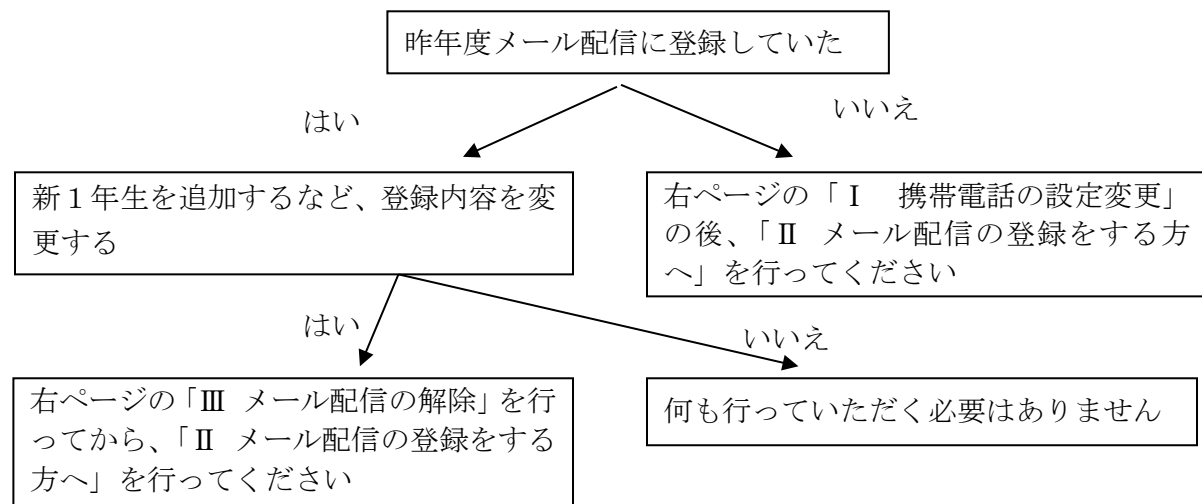 昨年度メール配信に登録していた
はい
いいえ
新１年生を追加するなど、登録内容を変
更する
右ページの「Ⅰ　携帯電話の設定変更」
の後、「Ⅱ　メール配信の登録をする方
へ」を行ってください
はい
いいえ
右ページの「Ⅲ　メール配信の解除」を行
ってから、「Ⅱ　メール配信の登録をする
方へ」を行ってください
何も行っていただく必要はありません